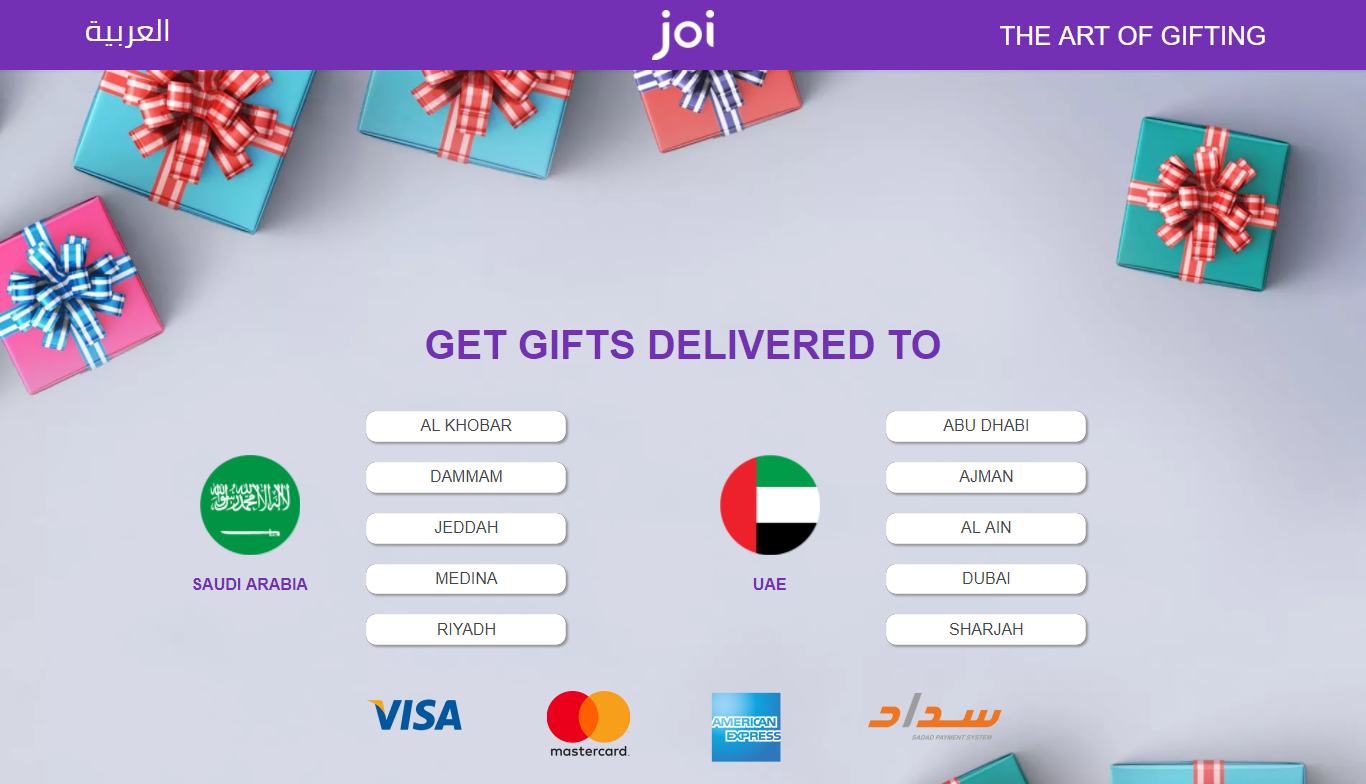 العربية
joi
THE ART OF GIFTING
GET GIFTS DELIVERED TO
SAUDI ARABIA
AL KHOBAR
DAMMAM
JEDDAH
MEDINA
RIYADH
UAE
ABU DHABI
AJMAN
AL AIN
DUBAI
SHARJAH
VISA
mastercard.
AMERICAN EXPRESS
سداد
SADAD PAYMENT SYSTEM